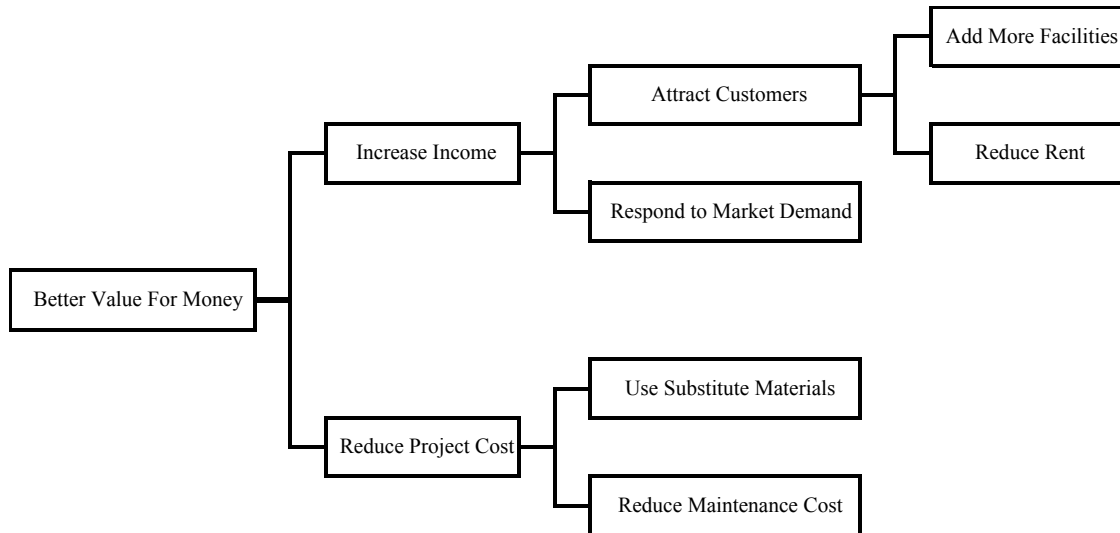 Add More Facilities
Attract Customers
Increase Income
Reduce Rent
Respond to Market Demand
Better Value For Money
Use Substitute Materials
Reduce Project Cost
Reduce Maintenance Cost